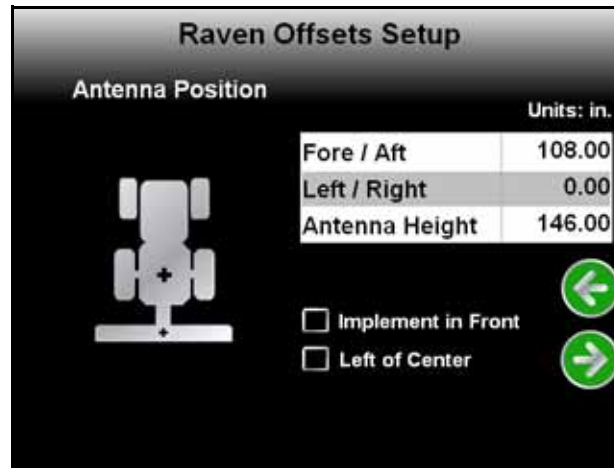 Raven Offsets Setup
Antenna Position
Units: in.
Fore / Aft 108.00
Left / Right 0.00
Antenna Height 146.00
Implement in Front
Left of Center